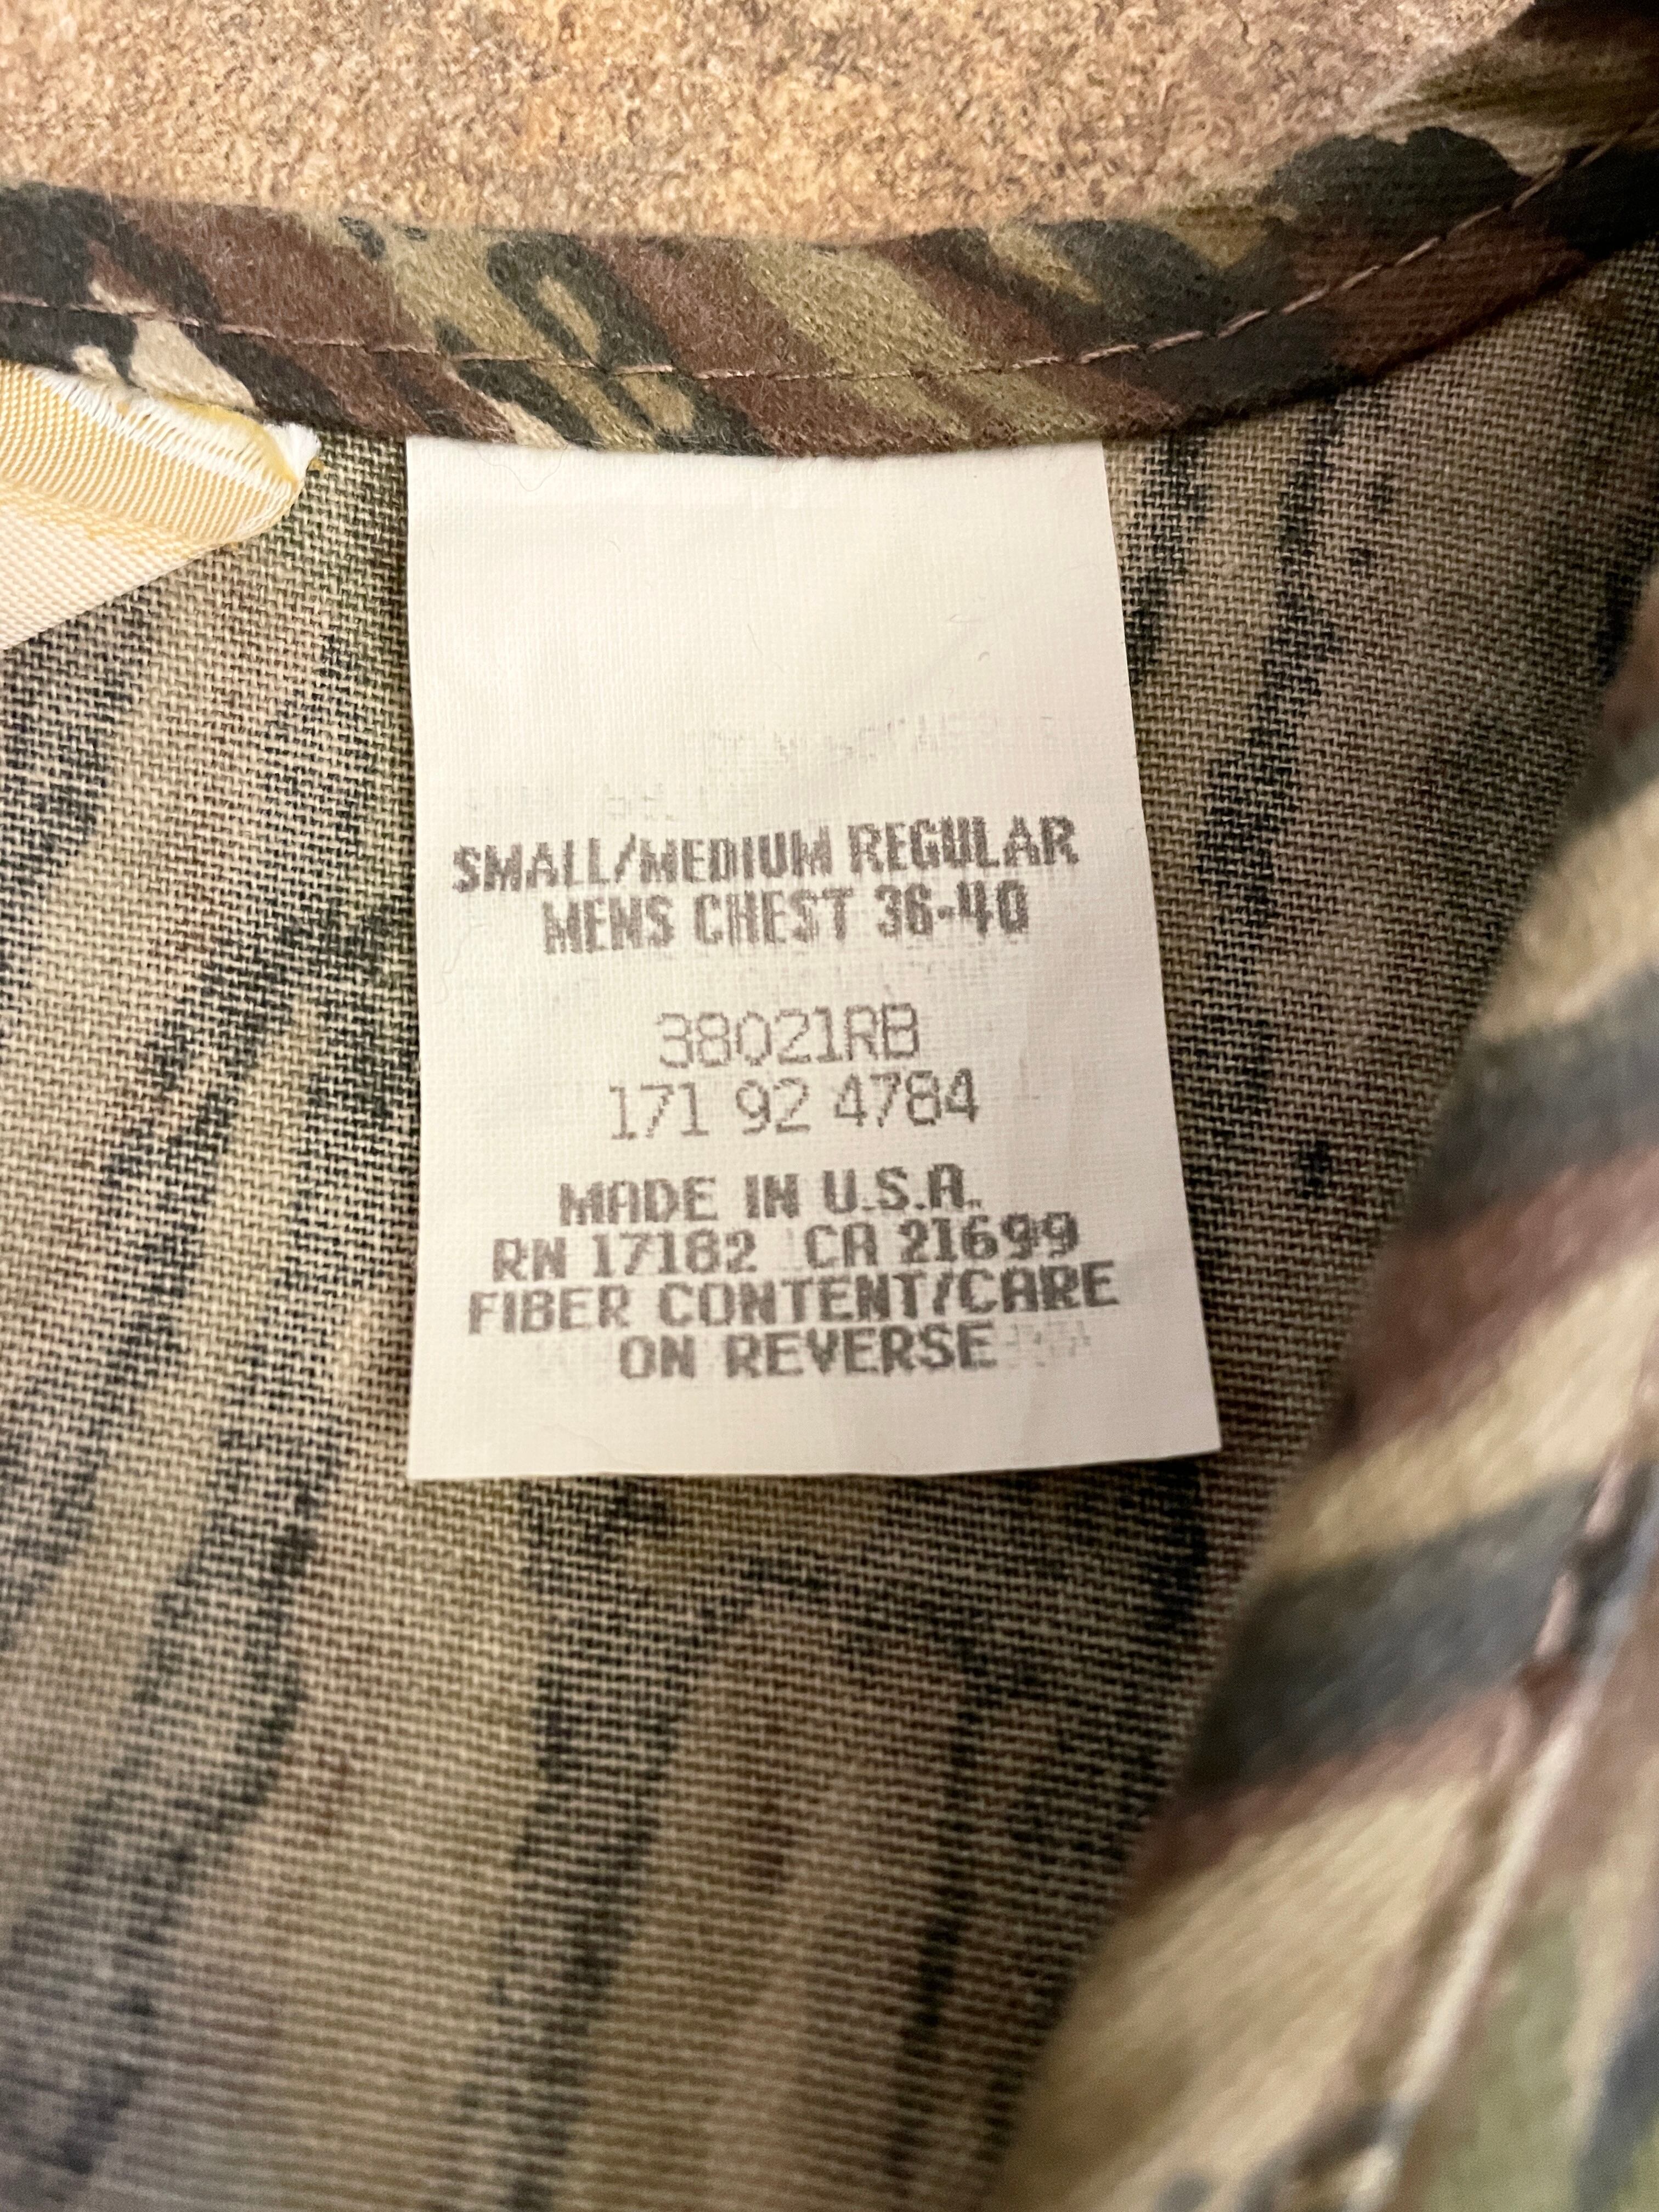 SMALL/MEDIUM REGULAR
MENS CHEST 36-40
38021RB
171 92 4784
MADE IN U.S.A.
RN 17182 CA 21699
FIBER CONTENT/CARE
ON REVERSE